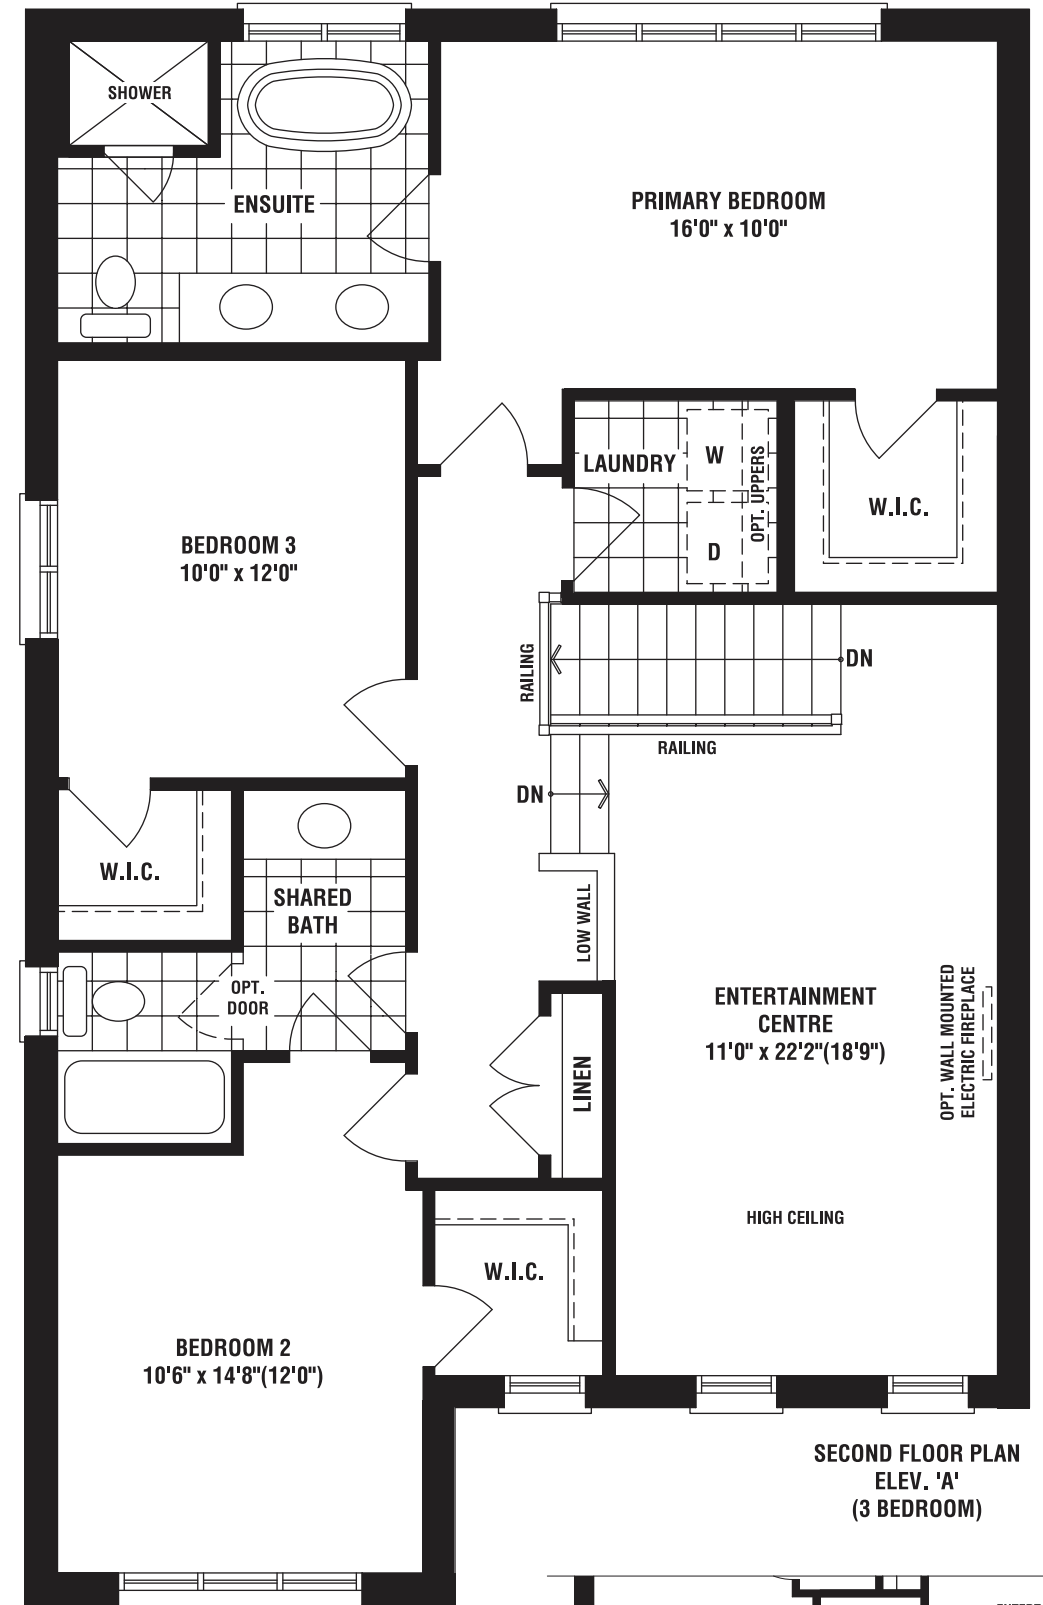 SHOWER
ENSUITE
PRIMARY BEDROOM
16'0" x 10'0"
LAUNDRY
W
D
OPT. UPPERS
W.I.C.
BEDROOM 3
10'0" x 12'0"
RAILING
DN
RAILING
DN
W.I.C.
SHARED
BATH
LOW WALL
OPT.
DOOR
ENTERTAINMENT
CENTRE
11'0" x 22'2"(18'9")
OPT. WALL MOUNTED
ELECTRIC FIREPLACE
LINEN
HIGH CEILING
W.I.C.
BEDROOM 2
10'6" x 14'8"(12'0")
SECOND FLOOR PLAN
ELEV. 'A'
(3 BEDROOM)